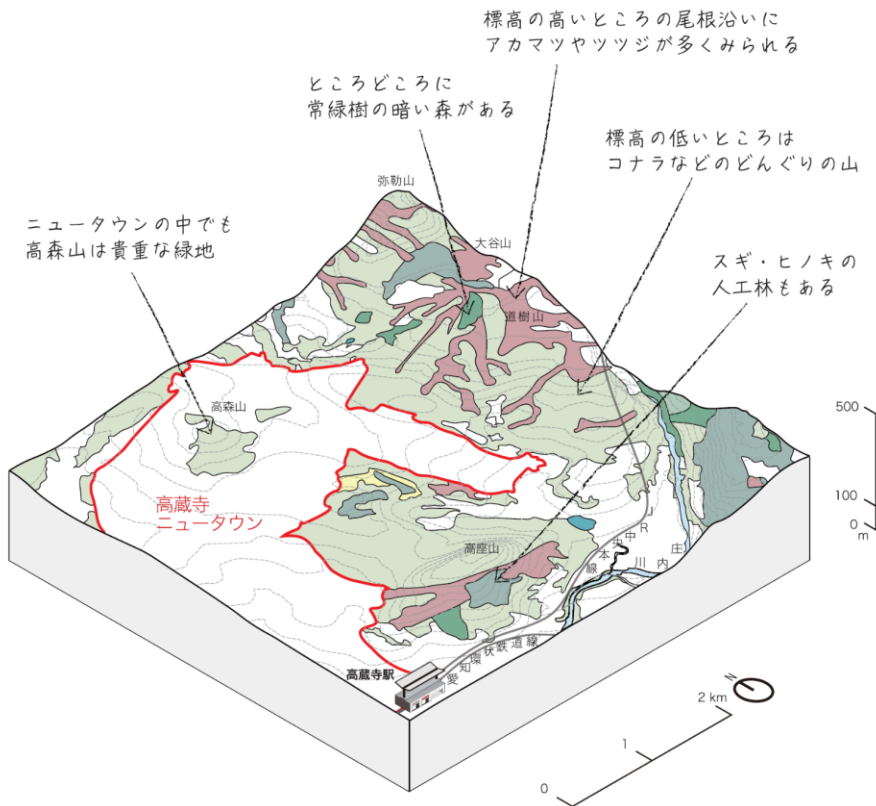 標高の高いところの尾根沿いに
アカマツやツツジが多くみられる
ところどころに
常緑樹の暗い森がある
標高の低いところは
コナラなどのどんぐりの山
弥勒山
ニュータウンの中でも
高森山は貴重な緑地
大谷山
スギ・ヒノキの
人工林もある
道樹山
高森山
500
100
0
m
高蔵寺
ニュータウン
高座山
JR中央本線
庄内川
愛知環状鉄道線
高蔵寺駅
N
2 km
1
0